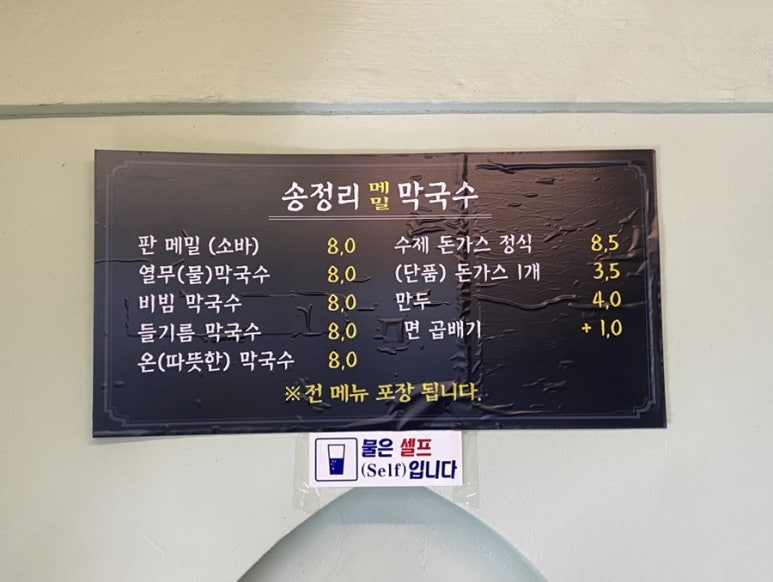 송정리 메밀 막국수
판 메밀 (소바) 8,0
열무(물)막국수 8,0
비빔 막국수 8,0
들기름 막국수 8,0
온(따뜻한) 막국수 8,0
수제 돈가스 정식 8,5
(단품) 돈가스 1개 3,5
만두 4,0
면 곱배기 +1,0
※전 메뉴 포장 됩니다.
물은 셀프
(Self)입니다